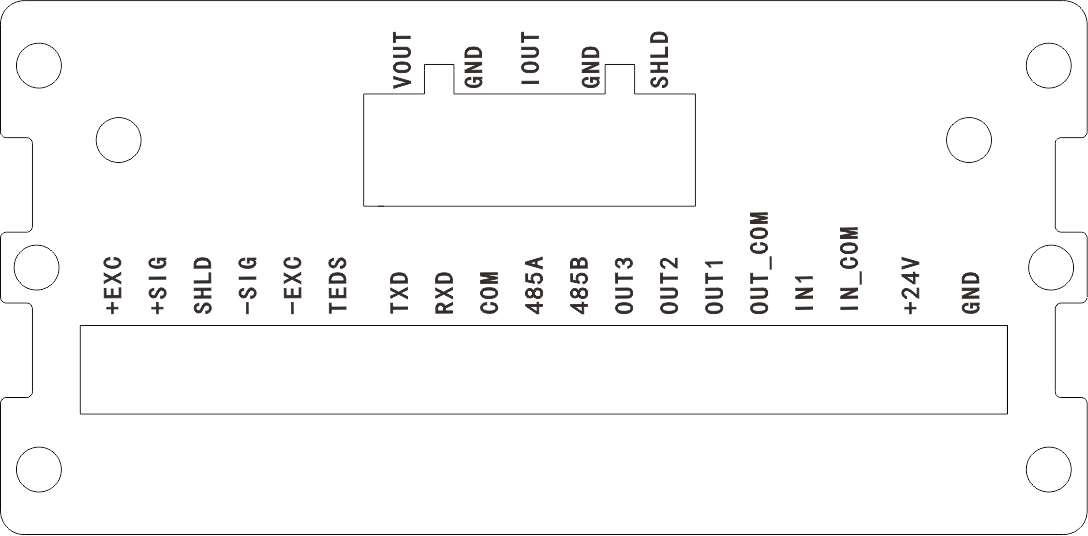 VOUT
GND
IOUT
GND
SHLD
+EXC
+SIG
SHLD
-SIG
-EXC
TEDS
TXD
RXD
COM
485A
485B
OUT3
OUT2
OUT1
OUT_COM
IN1
IN_COM
+24V
GND